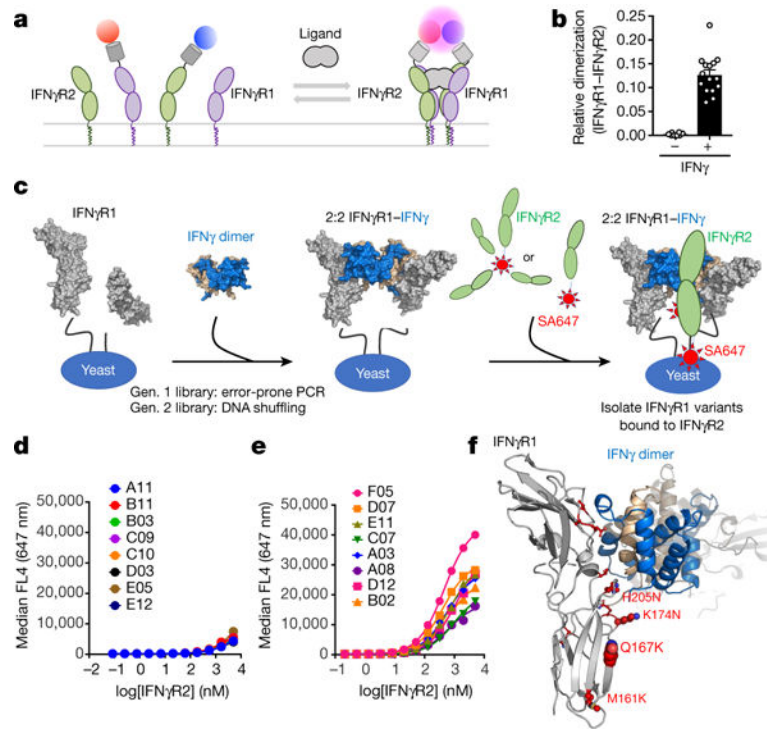 a
Ligand
IFNγR2
IFNγR1
IFNγR2
IFNγR1
b
Relative dimerization
(IFNγR1–IFNγR2)
0.25
0.20
0.15
0.10
0.05
0.00
− +
IFNγ
c
IFNγR1
IFNγ dimer
2:2 IFNγR1–IFNγ
IFNγR2
or
SA647
2:2 IFNγR1–IFNγ
IFNγR2
SA647
Yeast
Yeast
Yeast
Gen. 1 library: error-prone PCR
Gen. 2 library: DNA shuffling
Isolate IFNγR1 variants
bound to IFNγR2
d
Median FL4 (647 nm)
50,000
40,000
30,000
20,000
10,000
0
−2 −1 0 1 2 3 4
log[IFNγR2] (nM)
A11
B11
B03
C09
C10
D03
E05
E12
e
Median FL4 (647 nm)
50,000
40,000
30,000
20,000
10,000
0
−1 0 1 2 3 4
log[IFNγR2] (nM)
F05
D07
E11
C07
A03
A08
D12
B02
f
IFNγR1
IFNγ dimer
H205N
K174N
Q167K
M161K